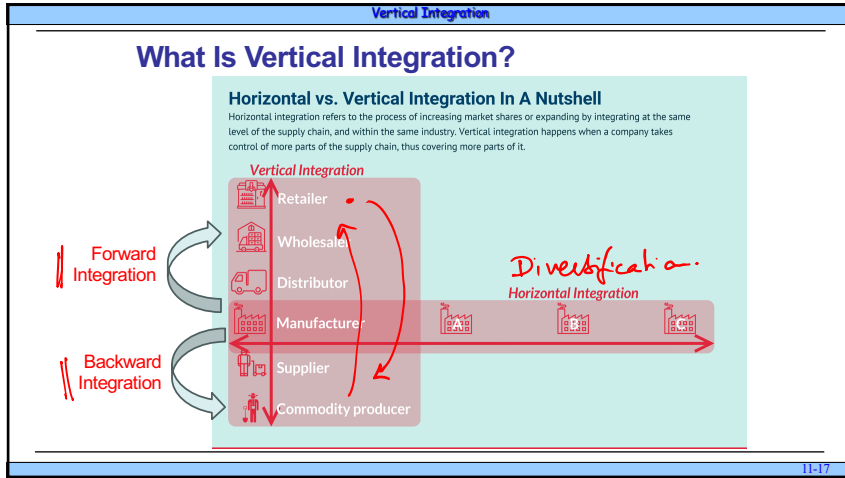 Vertical Integration
What Is Vertical Integration?
Horizontal vs. Vertical Integration In A Nutshell
Horizontal integration refers to the process of increasing market shares or expanding by integrating at the same
level of the supply chain, and within the same industry. Vertical integration happens when a company takes
control of more parts of the supply chain, thus covering more parts of it.
Vertical Integration
Retailer
Wholesaler
Forward
Integration
Diversification.
Distributor
Horizontal Integration
Manufacturer
A
B
C
Backward
Integration
Supplier
Commodity producer
11-17